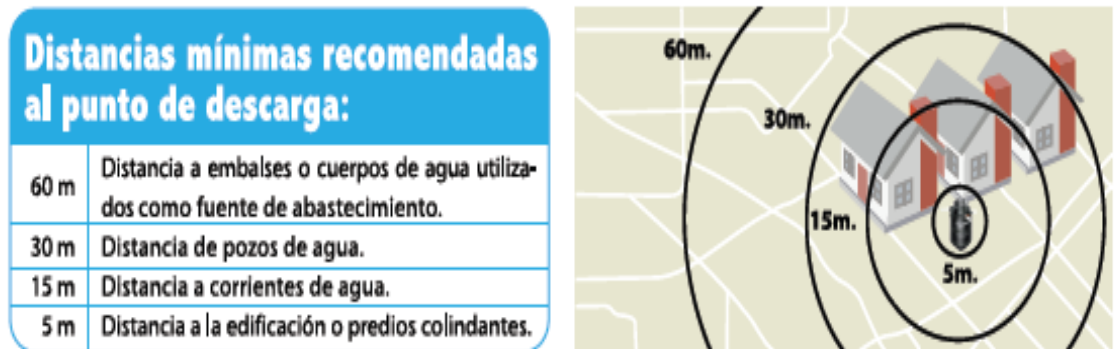 Distancias mínimas recomendadas
al punto de descarga:
60 m
Distancia a embalses o cuerpos de agua utiliza-
dos como fuente de abastecimiento.
30 m Distancia de pozos de agua.
15 m Distancia a corrientes de agua.
5 m Distancia a la edificación o predios colindantes.
60m.
30m.
15m.
5m.